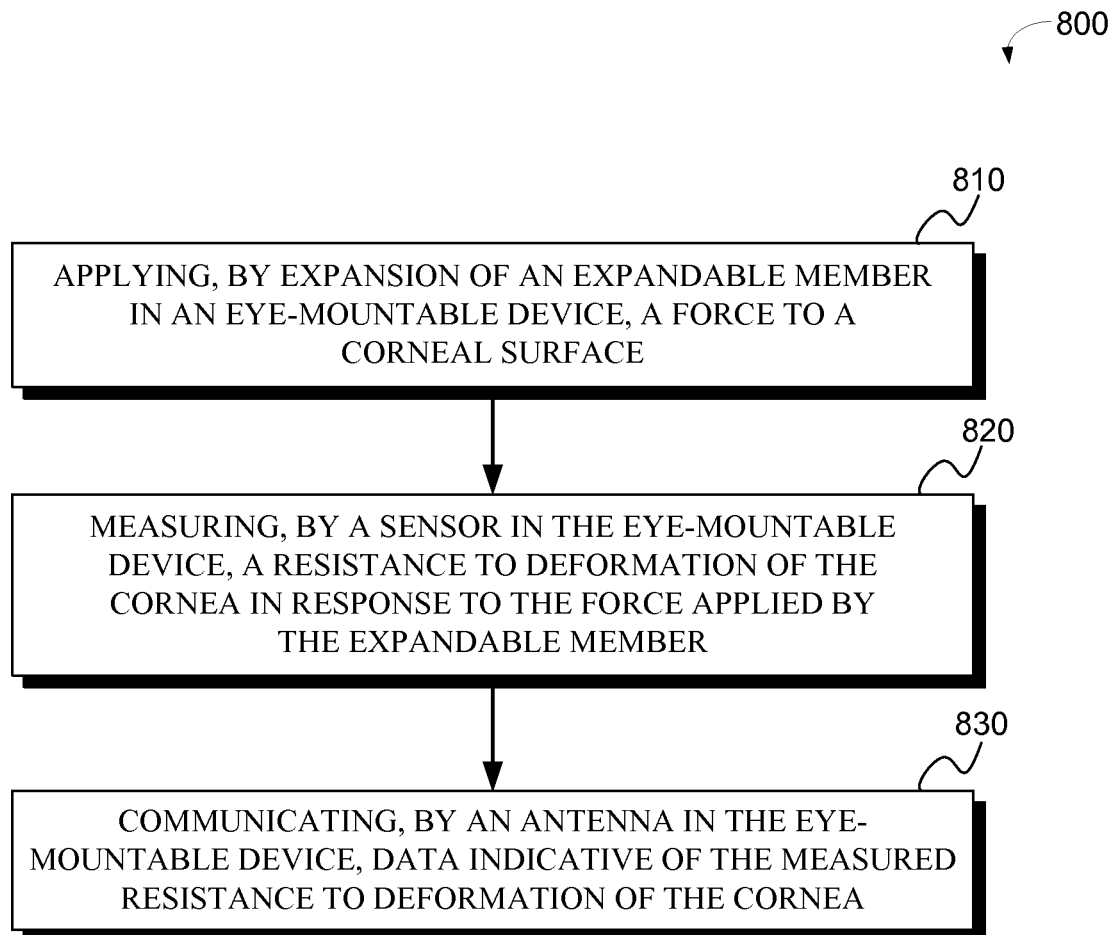 800
810
APPLYING, BY EXPANSION OF AN EXPANDABLE MEMBER
IN AN EYE-MOUNTABLE DEVICE, A FORCE TO A
CORNEAL SURFACE
820
MEASURING, BY A SENSOR IN THE EYE-MOUNTABLE
DEVICE, A RESISTANCE TO DEFORMATION OF THE
CORNEA IN RESPONSE TO THE FORCE APPLIED BY
THE EXPANDABLE MEMBER
830
COMMUNICATING, BY AN ANTENNA IN THE EYE-
MOUNTABLE DEVICE, DATA INDICATIVE OF THE MEASURED
RESISTANCE TO DEFORMATION OF THE CORNEA